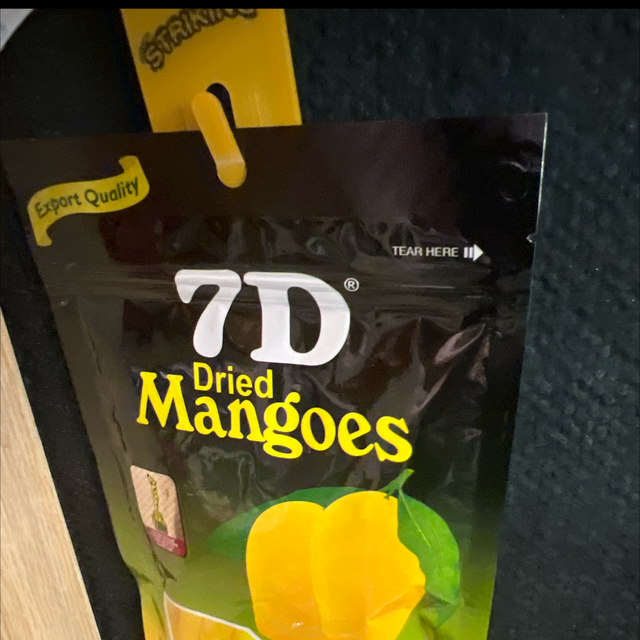 STRIKING
Export Quality
TEAR HERE
7D®
Dried
Mangoes